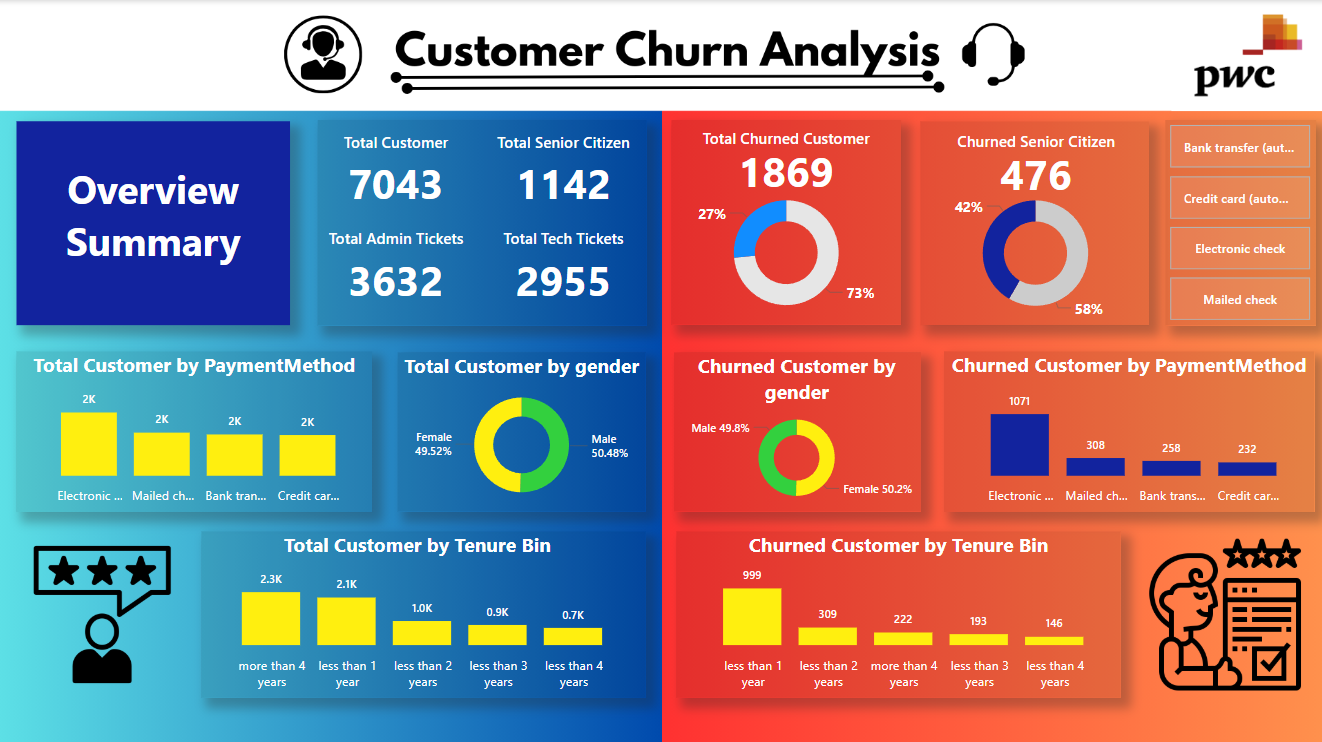 Customer Churn Analysis
pwc
Overview
Summary
Total Customer
7043
Total Senior Citizen
1142
Total Admin Tickets
3632
Total Tech Tickets
2955
Total Churned Customer
1869
27%
73%
Churned Senior Citizen
476
42%
58%
Bank transfer (aut...
Credit card (auto...
Electronic check
Mailed check
Total Customer by PaymentMethod
2K
2K
2K
2K
Electronic ...
Mailed ch...
Bank tran...
Credit car...
Total Customer by gender
Female
49.52%
Male
50.48%
Churned Customer by
gender
Male 49.8%
Female 50.2%
Churned Customer by PaymentMethod
1071
308
258
232
Electronic ...
Mailed ch...
Bank trans...
Credit car...
Total Customer by Tenure Bin
2.3K
2.1K
1.0K
0.9K
0.7K
more than 4
years
less than 1
year
less than 2
years
less than 3
years
less than 4
years
Churned Customer by Tenure Bin
999
309
222
193
146
less than 1
year
less than 2
years
more than 4
years
less than 3
years
less than 4
years